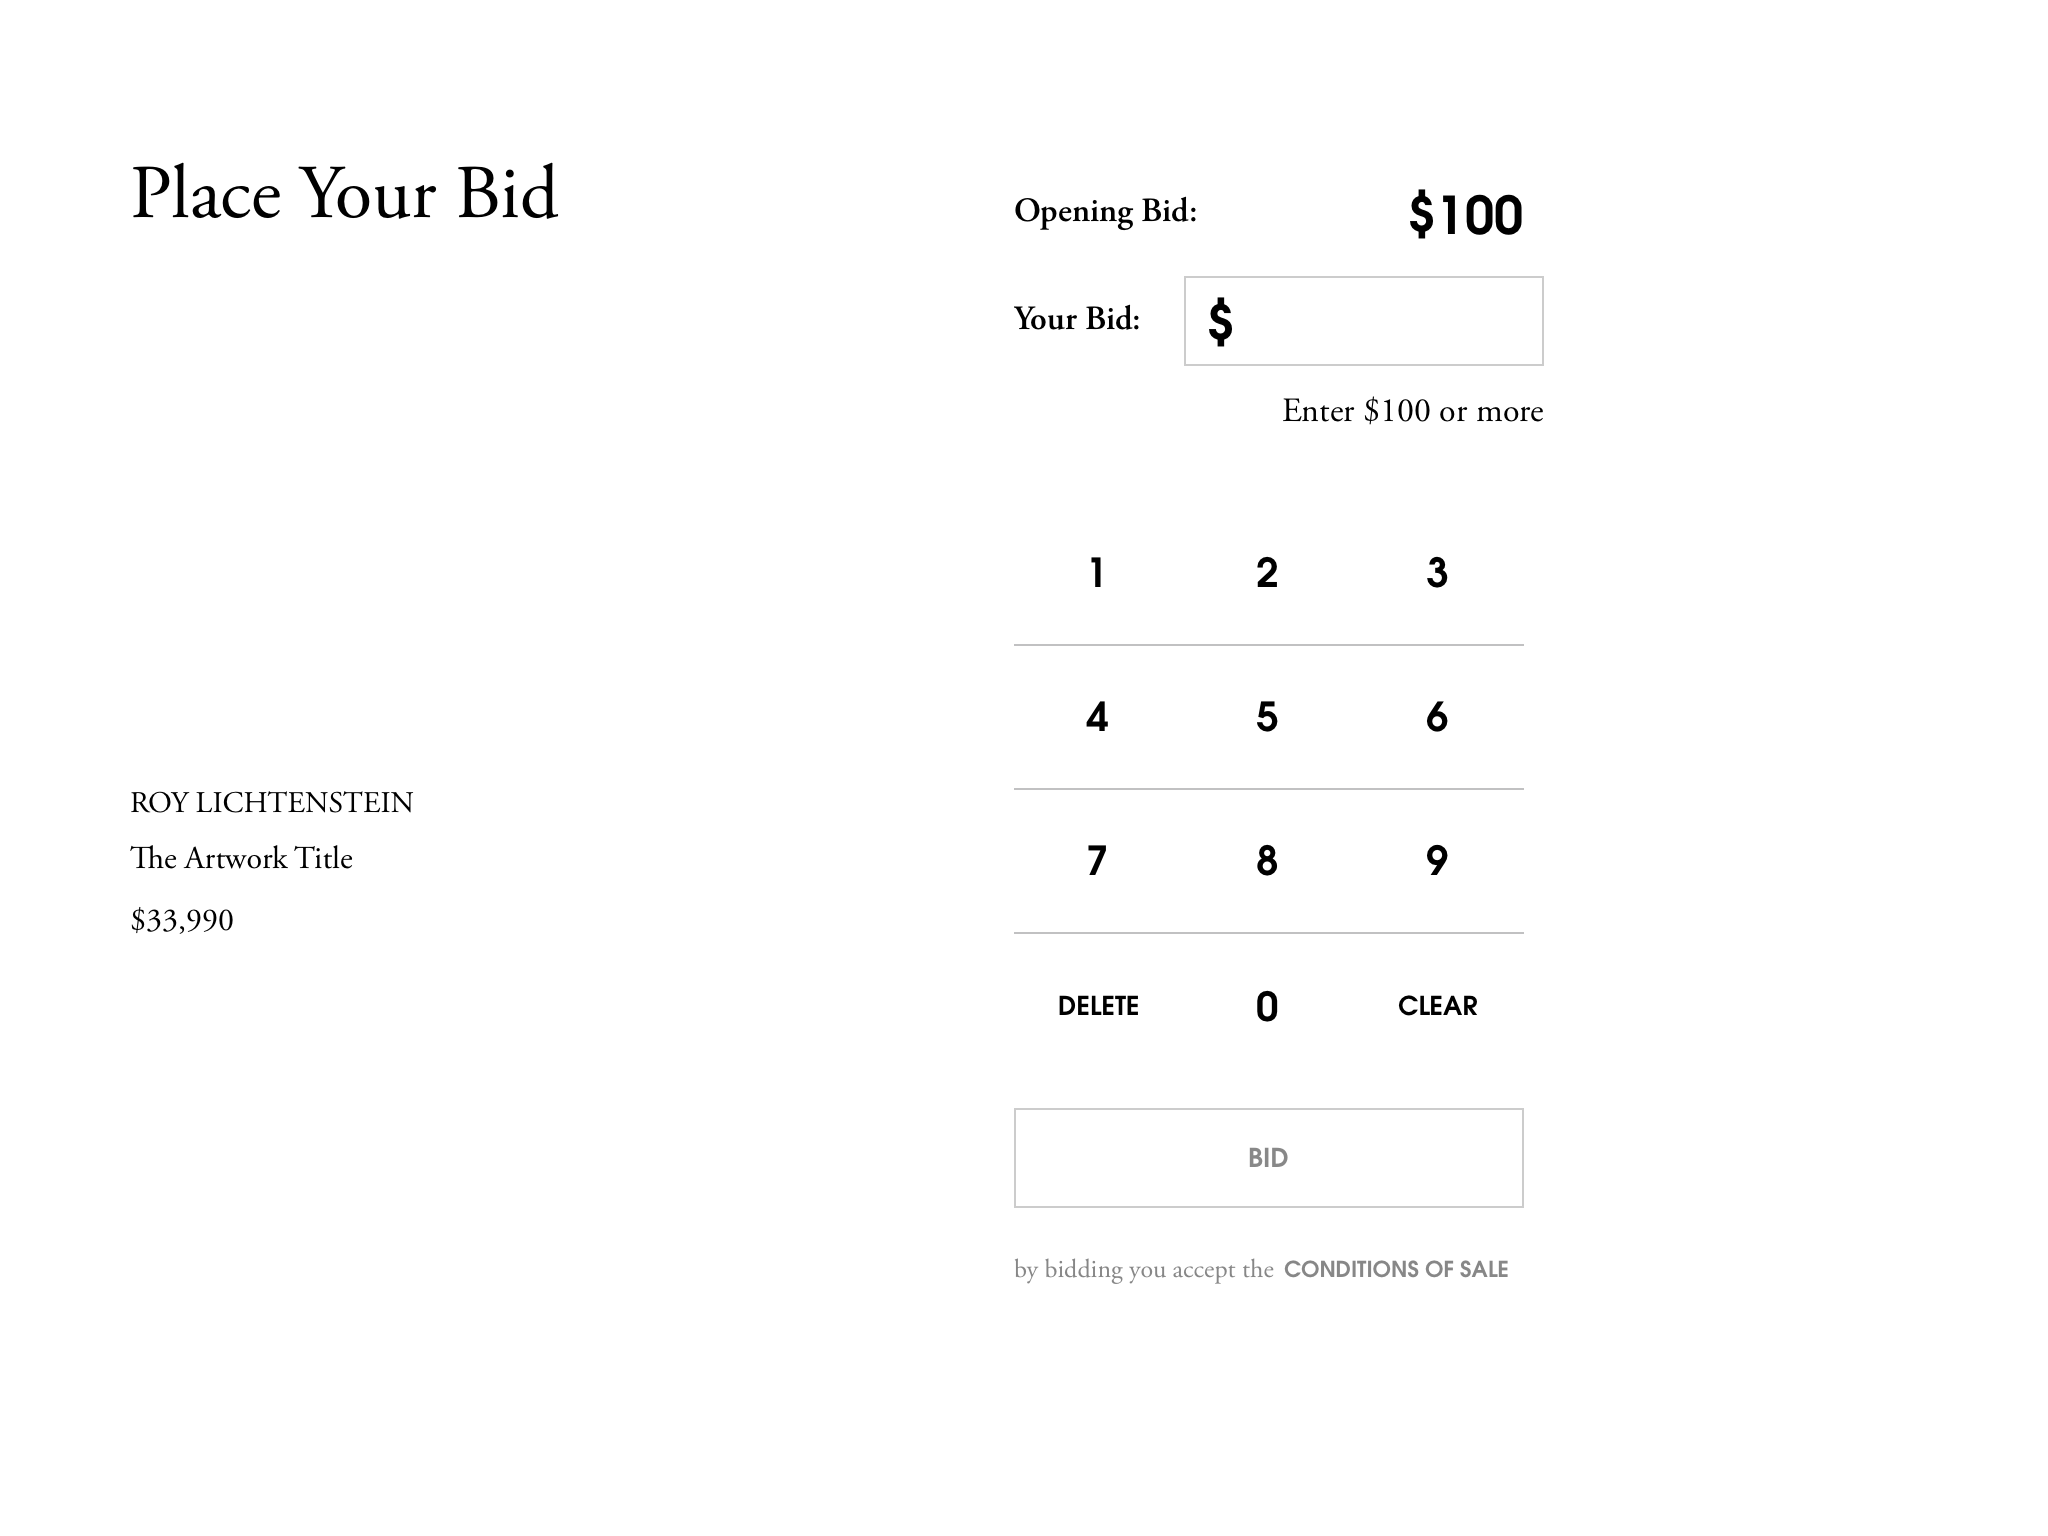 Place Your Bid
Opening Bid: $100
Your Bid: $
Enter $100 or more
1 2 3
4 5 6
7 8 9
DELETE 0 CLEAR
BID
by bidding you accept the CONDITIONS OF SALE
ROY LICHTENSTEIN
The Artwork Title
$33,990